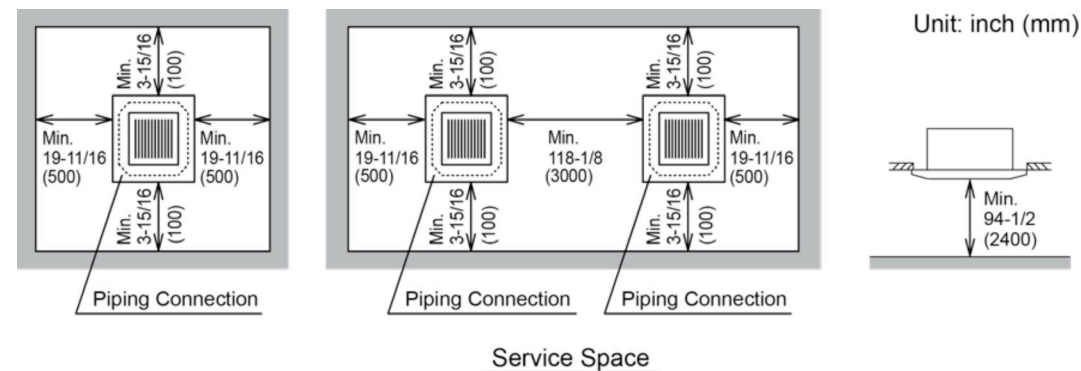 Unit: inch (mm)
Min.
3-15/16
(100)
Min.
19-11/16
(500)
Min.
19-11/16
(500)
Min.
3-15/16
(100)
Piping Connection
Min.
3-15/16
(100)
Min.
3-15/16
(100)
Min.
19-11/16
(500)
Min.
118-1/8
(3000)
Min.
19-11/16
(500)
Min.
3-15/16
(100)
Min.
3-15/16
(100)
Piping Connection
Piping Connection
Min.
94-1/2
(2400)
Service Space